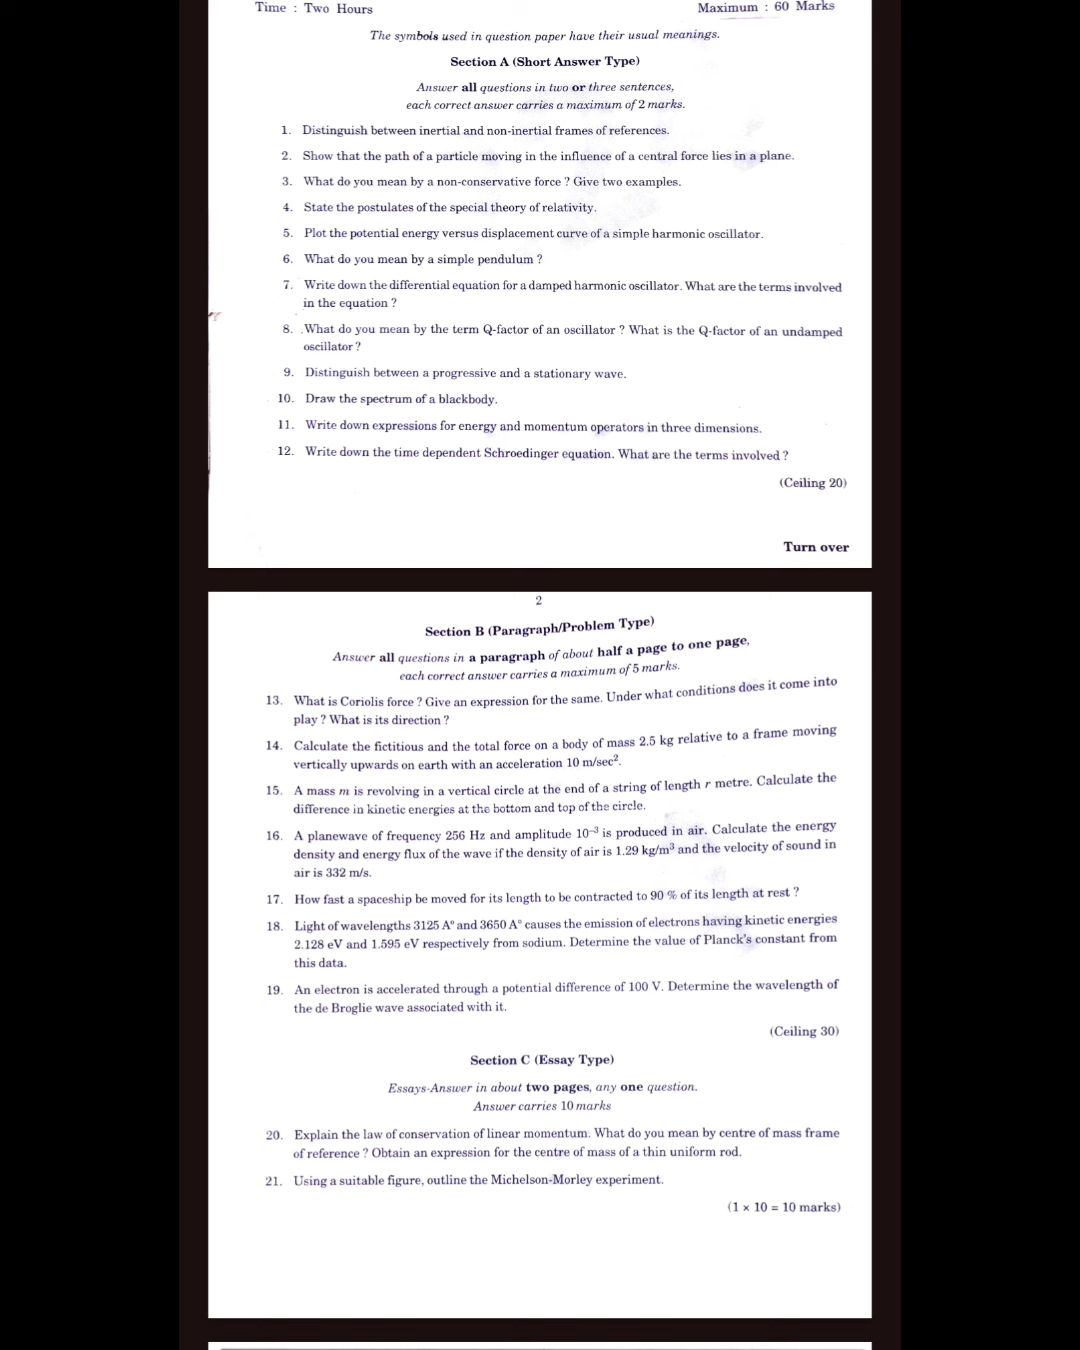 Time : Two Hours Maximum : 60 Marks
The symbols used in question paper have their usual meanings.
Section A (Short Answer Type)
Answer all questions in two or three sentences,
each correct answer carries a maximum of 2 marks.
1. Distinguish between inertial and non-inertial frames of references.
2. Show that the path of a particle moving in the influence of a central force lies in a plane.
3. What do you mean by a non-conservative force ? Give two examples.
4. State the postulates of the special theory of relativity.
5. Plot the potential energy versus displacement curve of a simple harmonic oscillator.
6. What do you mean by a simple pendulum ?
7. Write down the differential equation for a damped harmonic oscillator. What are the terms involved
in the equation ?
8. What do you mean by the term Q-factor of an oscillator ? What is the Q-factor of an undamped
oscillator ?
9. Distinguish between a progressive and a stationary wave.
10. Draw the spectrum of a blackbody.
11. Write down expressions for energy and momentum operators in three dimensions.
12. Write down the time dependent Schroedinger equation. What are the terms involved ?
(Ceiling 20)
Turn over
2
Section B (Paragraph/Problem Type)
Answer all questions in a paragraph of about half a page to one page,
each correct answer carries a maximum of 5 marks.
13. What is Coriolis force ? Give an expression for the same. Under what conditions does it come into
play ? What is its direction ?
14. Calculate the fictitious and the total force on a body of mass 2.5 kg relative to a frame moving
vertically upwards on earth with an acceleration 10 m/sec².
15. A mass m is revolving in a vertical circle at the end of a string of length r metre. Calculate the
difference in kinetic energies at the bottom and top of the circle.
16. A planewave of frequency 256 Hz and amplitude 10⁻³ is produced in air. Calculate the energy
density and energy flux of the wave if the density of air is 1.29 kg/m³ and the velocity of sound in
air is 332 m/s.
17. How fast a spaceship be moved for its length to be contracted to 90 % of its length at rest ?
18. Light of wavelengths 3125 A° and 3650 A° causes the emission of electrons having kinetic energies
2.128 eV and 1.595 eV respectively from sodium. Determine the value of Planck's constant from
this data.
19. An electron is accelerated through a potential difference of 100 V. Determine the wavelength of
the de Broglie wave associated with it.
(Ceiling 30)
Section C (Essay Type)
Essays-Answer in about two pages, any one question.
Answer carries 10 marks
20. Explain the law of conservation of linear momentum. What do you mean by centre of mass frame
of reference ? Obtain an expression for the centre of mass of a thin uniform rod.
21. Using a suitable figure, outline the Michelson-Morley experiment.
(1 × 10 = 10 marks)